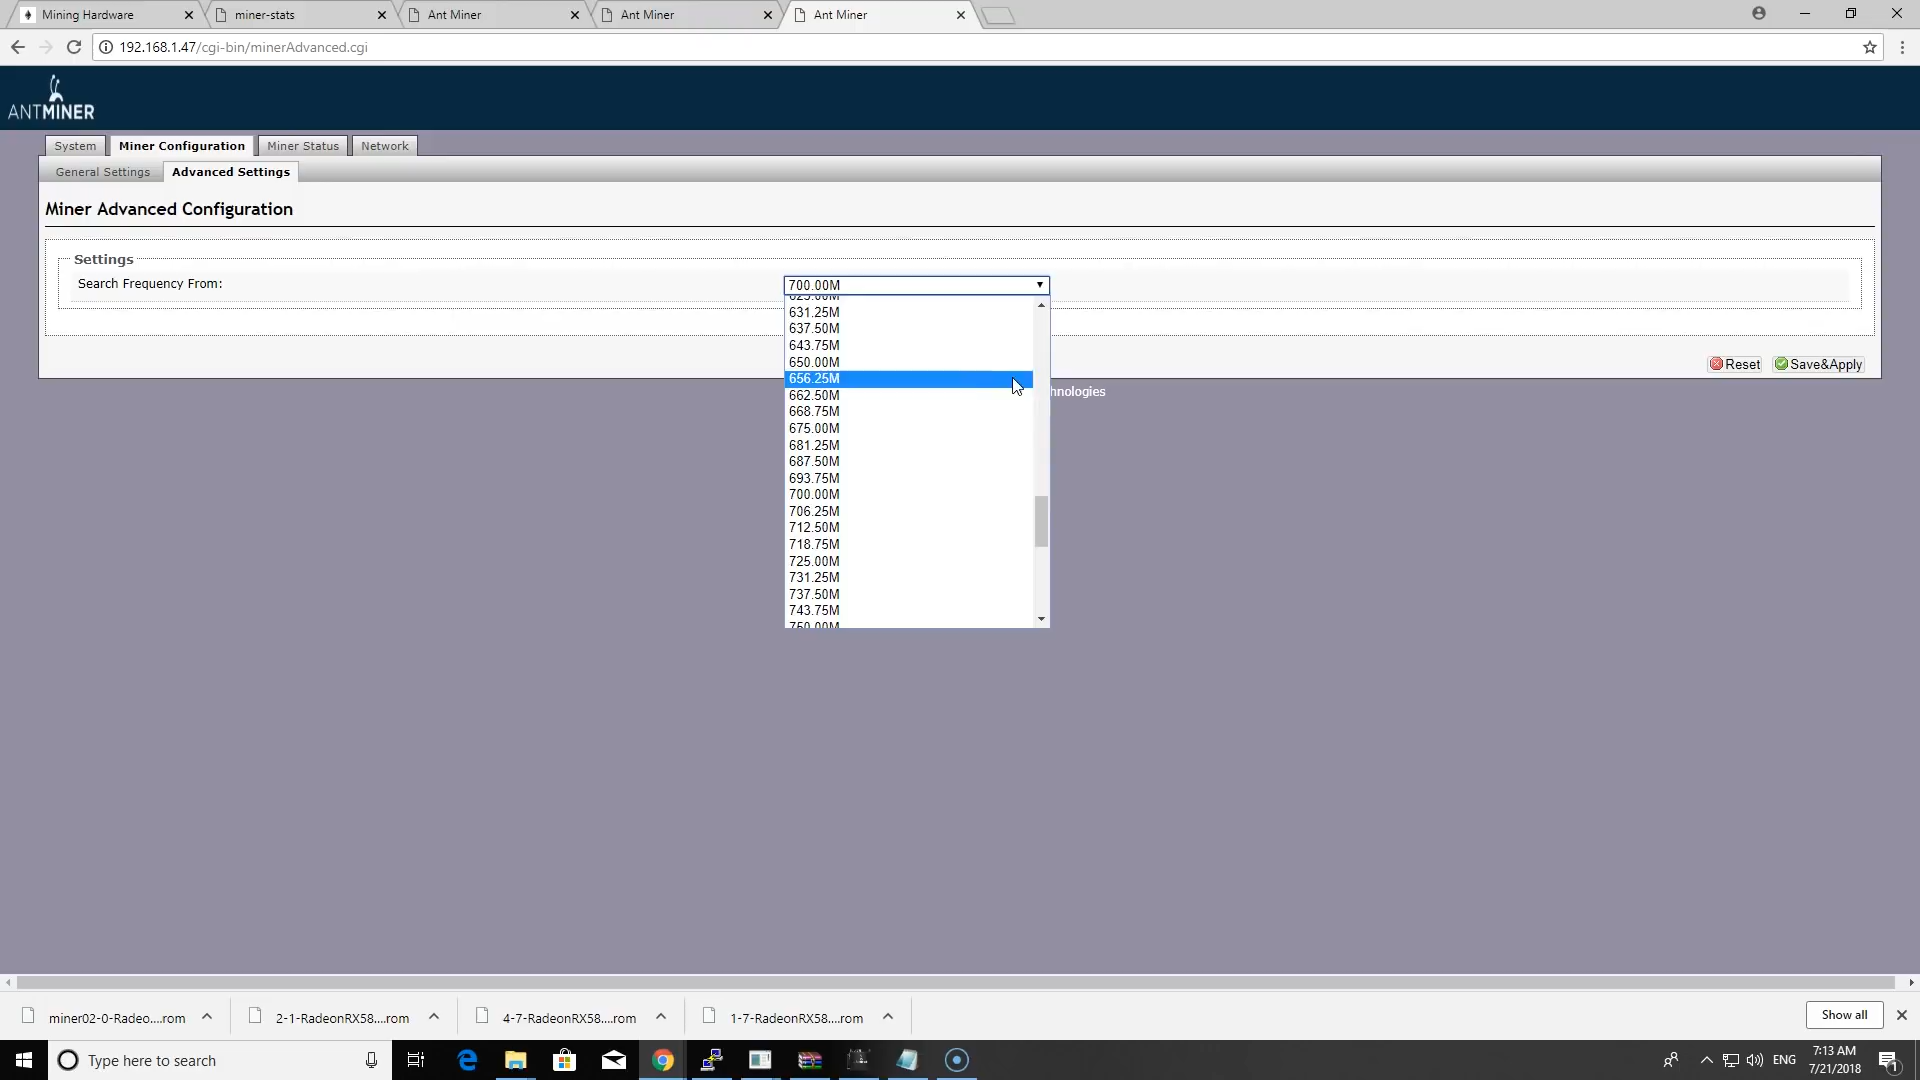 Mining Hardware
miner-stats
Ant Miner
Ant Miner
Ant Miner
192.168.1.47/cgi-bin/minerAdvanced.cgi
ANTMINER
System
Miner Configuration
Miner Status
Network
General Settings
Advanced Settings
Miner Advanced Configuration
Settings
Search Frequency From:
700.00M
625.00M
631.25M
637.50M
643.75M
650.00M
656.25M
662.50M
668.75M
675.00M
681.25M
687.50M
693.75M
700.00M
706.25M
712.50M
718.75M
725.00M
731.25M
737.50M
743.75M
750.00M
Reset
Save&Apply
hnologies
miner02-0-Radeo....rom
2-1-RadeonRX58....rom
4-7-RadeonRX58....rom
1-7-RadeonRX58....rom
Show all
Type here to search
ENG
7:13 AM
7/21/2018
1